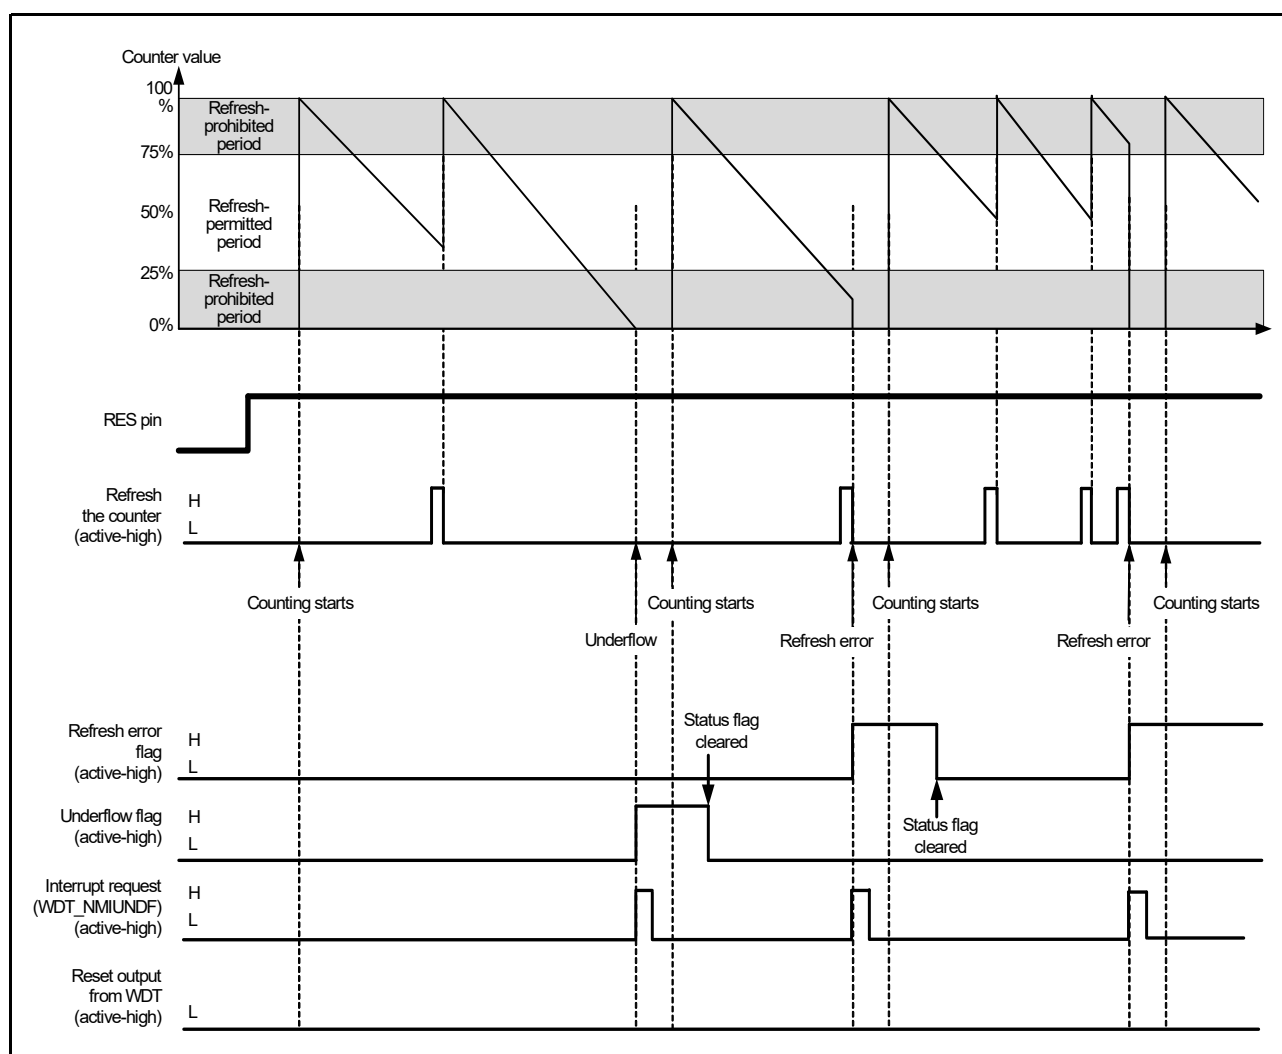 Counter value
100
%
Refresh-
prohibited
period
75%
50%
Refresh-
permitted
period
25%
Refresh-
prohibited
period
0%
RES pin
Refresh
the counter
(active-high)
H
L
Counting starts
Counting starts
Counting starts
Counting starts
Underflow
Refresh error
Refresh error
Refresh error
flag
(active-high)
H
L
Status flag
cleared
Underflow flag
(active-high)
H
L
Status flag
cleared
Interrupt request
(WDT_NMIUNDF)
(active-high)
H
L
Reset output
from WDT
(active-high)
L